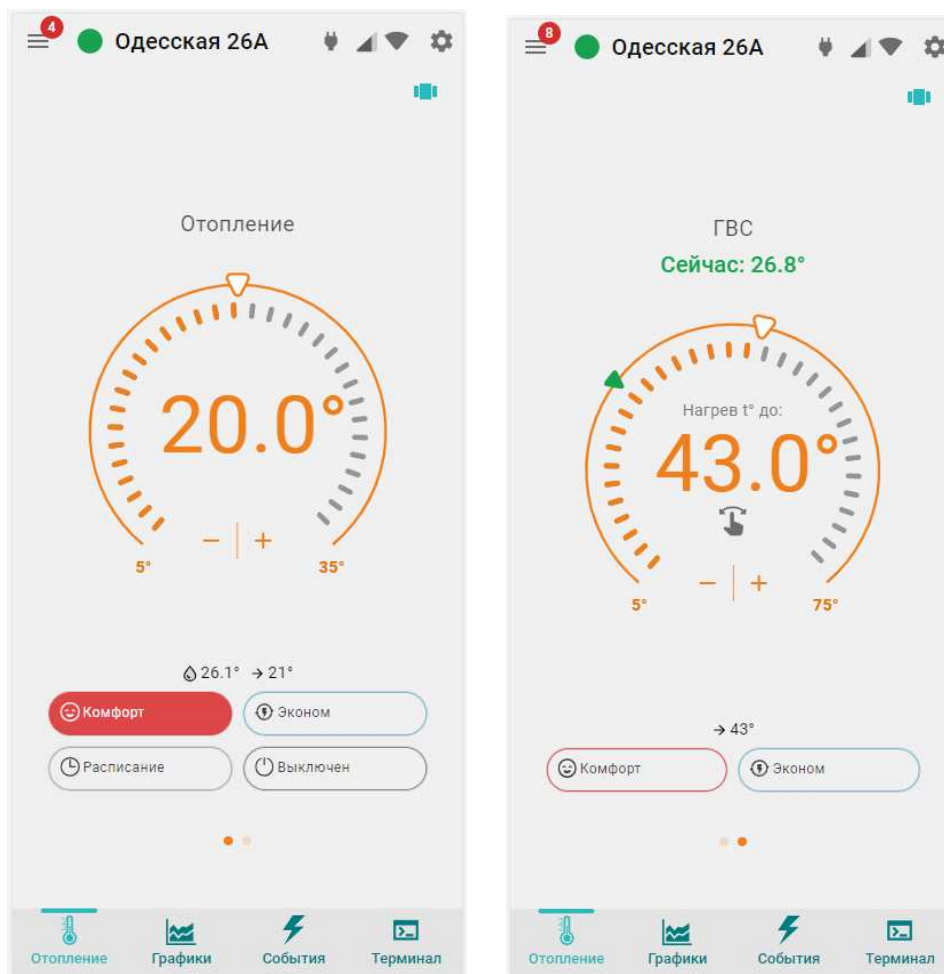 4
Одесская 26А
Отопление
20.0°
5°
35°
26.1° → 21°
Комфорт
Эконом
Расписание
Выключен
Отопление
Графики
События
Терминал
8
Одесская 26А
ГВС
Сейчас: 26.8°
Нагрев t° до:
43.0°
5°
75°
→ 43°
Комфорт
Эконом
Отопление
Графики
События
Терминал